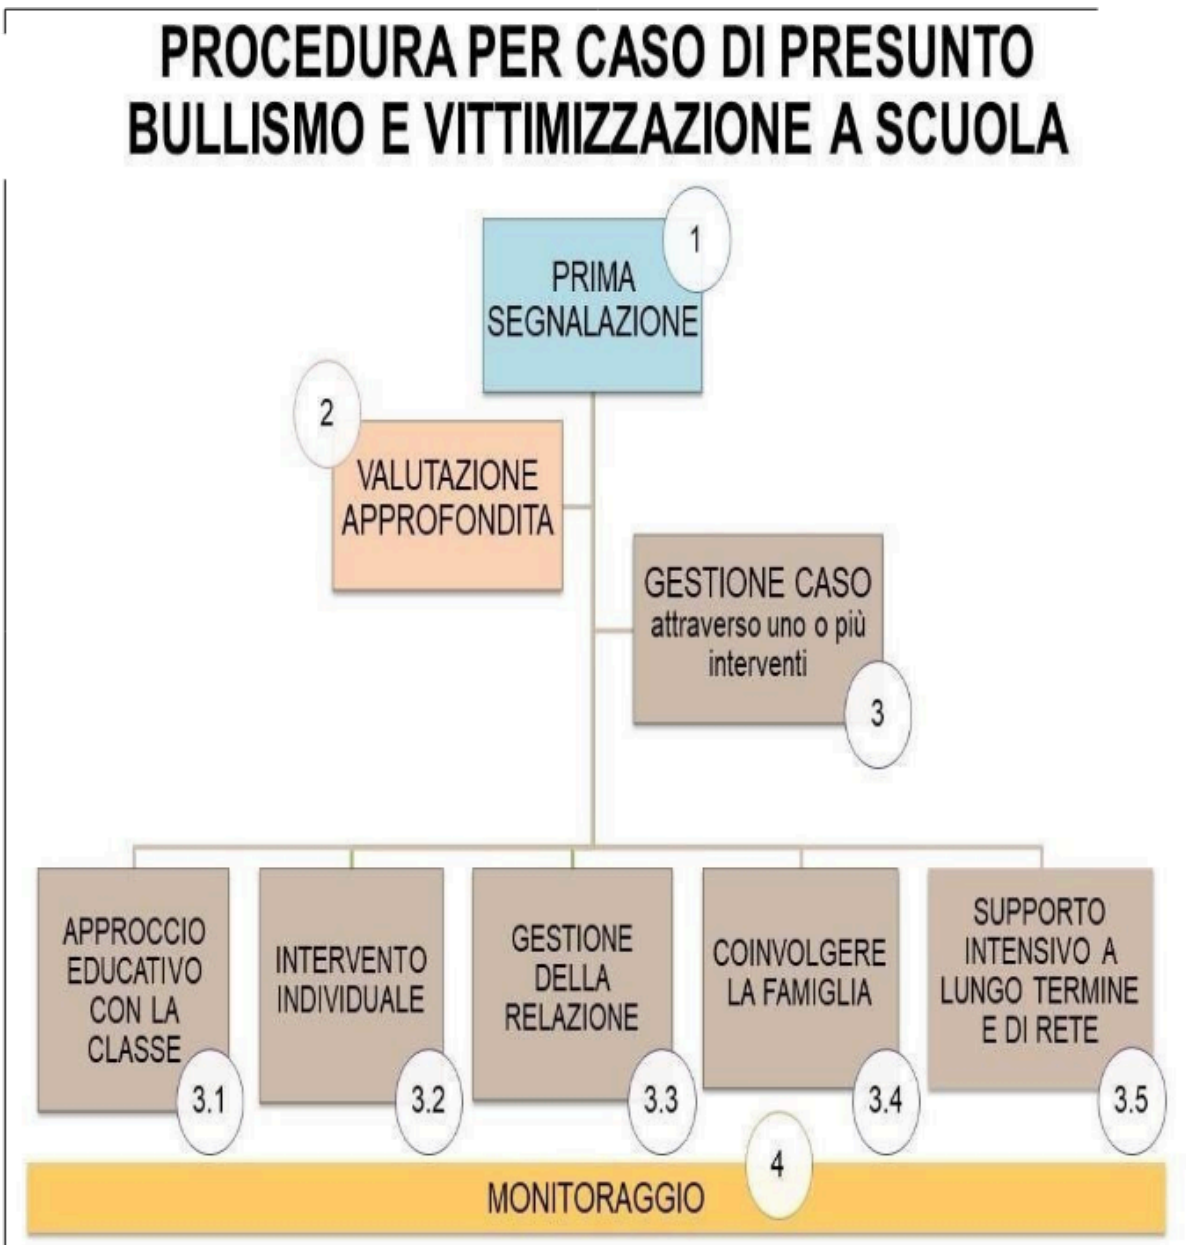 PROCEDURA PER CASO DI PRESUNTO
BULLISMO E VITTIMIZZAZIONE A SCUOLA
1
PRIMA
SEGNALAZIONE
2
VALUTAZIONE
APPROFONDITA
GESTIONE CASO
attraverso uno o più
interventi
3
APPROCCIO
EDUCATIVO
CON LA
CLASSE
3.1
INTERVENTO
INDIVIDUALE
3.2
GESTIONE
DELLA
RELAZIONE
3.3
COINVOLGERE
LA FAMIGLIA
3.4
SUPPORTO
INTENSIVO A
LUNGO TERMINE
E DI RETE
3.5
4
MONITORAGGIO